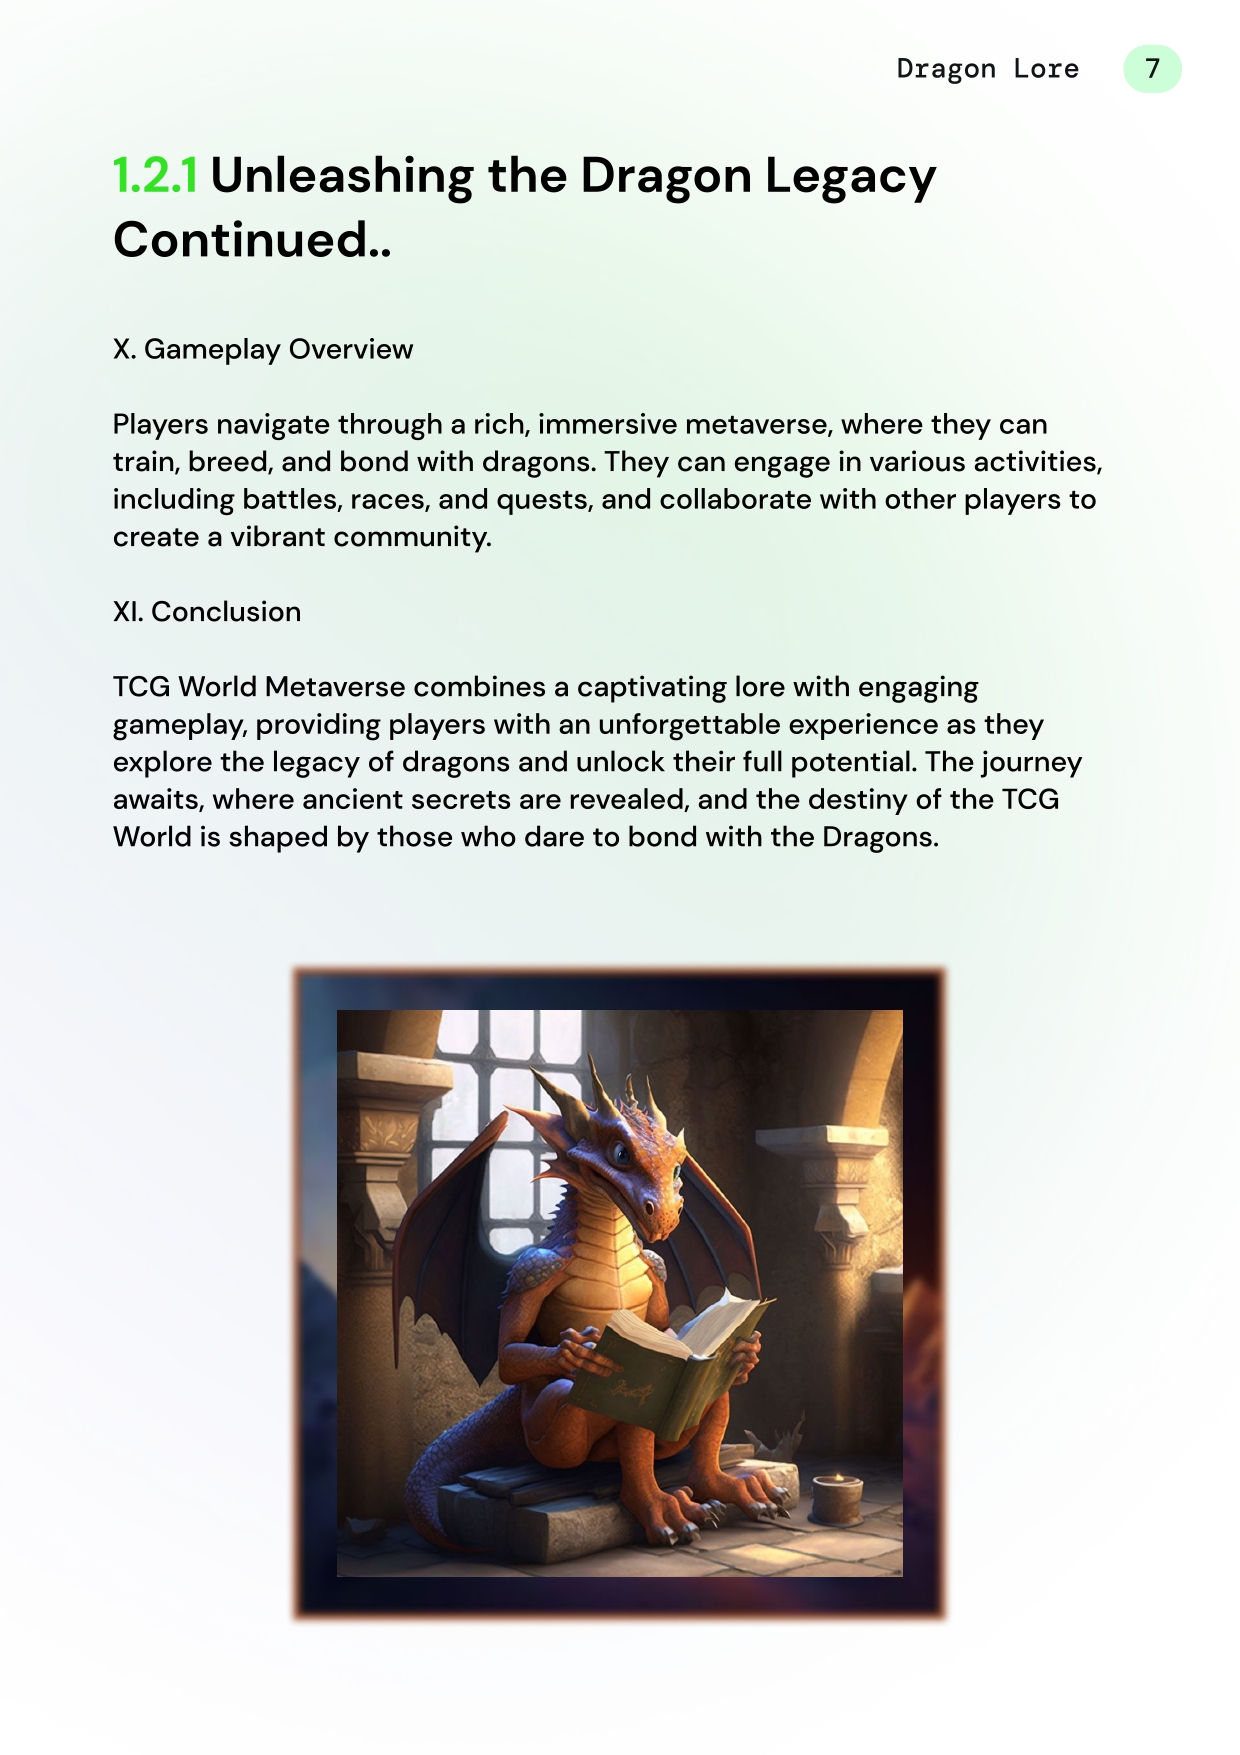 Dragon Lore 7
1.2.1 Unleashing the Dragon Legacy
Continued..
X. Gameplay Overview
Players navigate through a rich, immersive metaverse, where they can
train, breed, and bond with dragons. They can engage in various activities,
including battles, races, and quests, and collaborate with other players to
create a vibrant community.
XI. Conclusion
TCG World Metaverse combines a captivating lore with engaging
gameplay, providing players with an unforgettable experience as they
explore the legacy of dragons and unlock their full potential. The journey
awaits, where ancient secrets are revealed, and the destiny of the TCG
World is shaped by those who dare to bond with the Dragons.